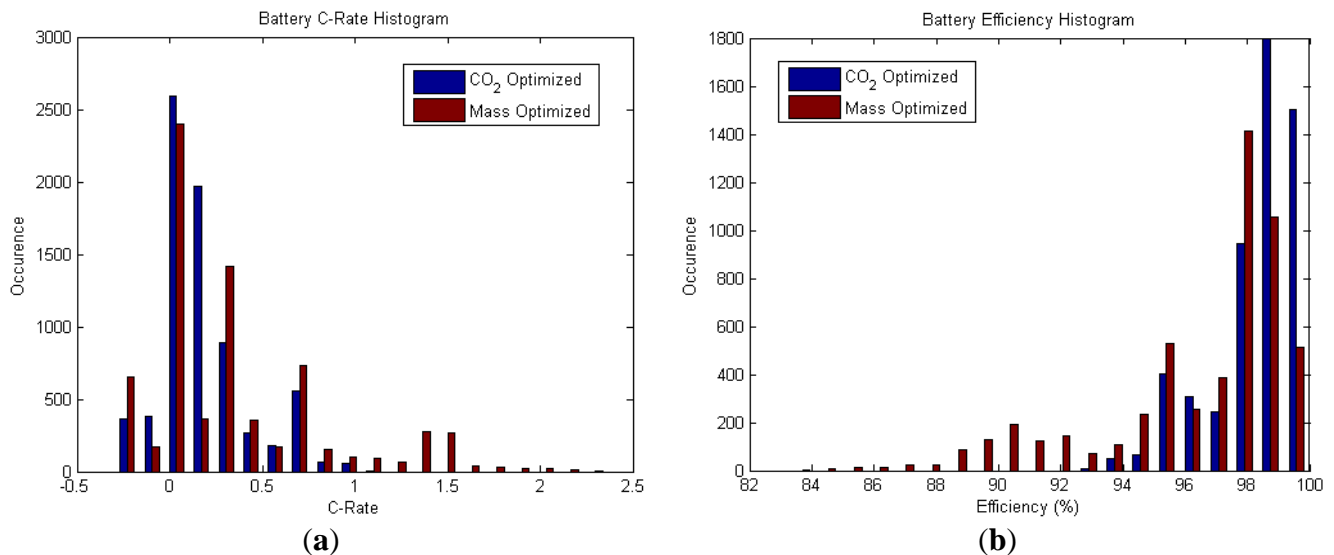 Battery C-Rate Histogram
3000
2500
2000
1500
1000
500
0
Occurence
-0.5 0 0.5 1 1.5 2 2.5
C-Rate
CO2 Optimized
Mass Optimized
(a)
Battery Efficiency Histogram
1800
1600
1400
1200
1000
800
600
400
200
0
Occurence
82 84 86 88 90 92 94 96 98 100
Efficiency (%)
CO2 Optimized
Mass Optimized
(b)